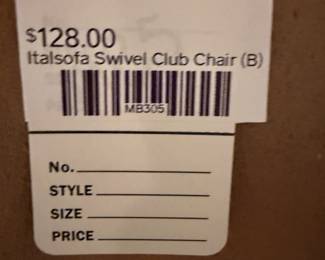 $128.00
Italsofa Swivel Club Chair (B)
MB305
No.
STYLE
SIZE
PRICE